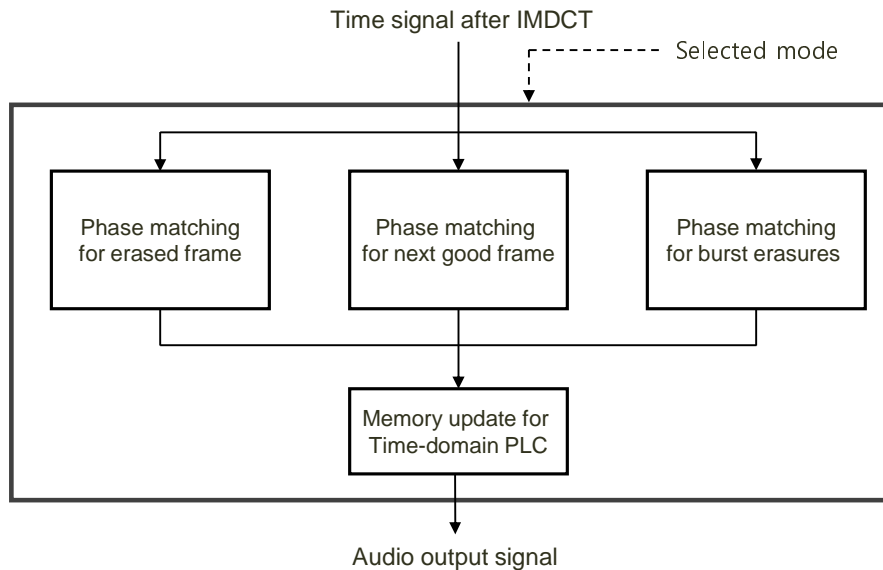 Time signal after IMDCT
Selected mode
Phase matching
for erased frame
Phase matching
for next good frame
Phase matching
for burst erasures
Memory update for
Time-domain PLC
Audio output signal